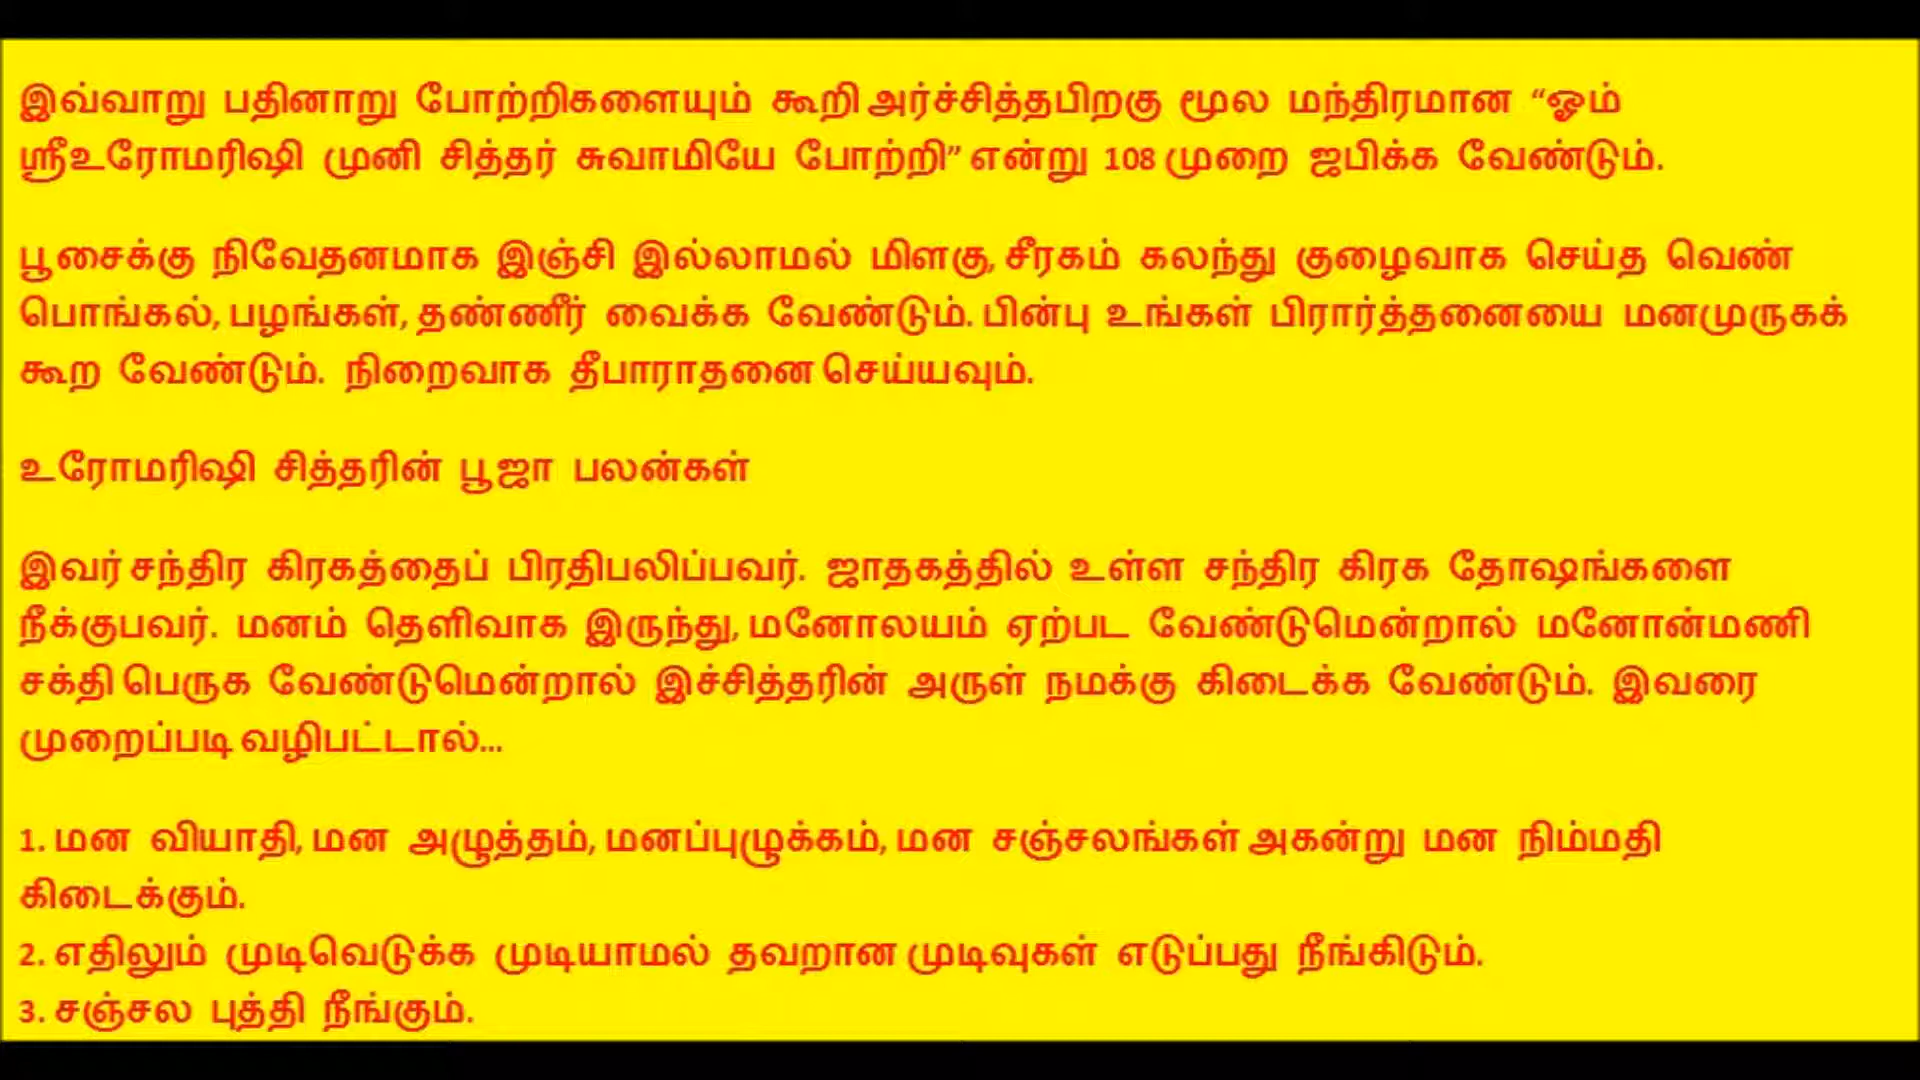 இவ்வாறு பதினாறு போற்றிகளையும் கூறி அர்ச்சித்தபிறகு மூல மந்திரமான “ஓம்
ஸ்ரீஉரோமரிஷி முனி சித்தர் சுவாமியே போற்றி” என்று 108 முறை ஜபிக்க வேண்டும்.
பூசைக்கு நிவேதனமாக இஞ்சி இல்லாமல் மிளகு, சீரகம் கலந்து குழைவாக செய்த வெண்
பொங்கல், பழங்கள், தண்ணீர் வைக்க வேண்டும். பின்பு உங்கள் பிரார்த்தனையை மனமுருகக்
கூற வேண்டும். நிறைவாக தீபாராதனை செய்யவும்.
உரோமரிஷி சித்தரின் பூஜா பலன்கள்
இவர் சந்திர கிரகத்தைப் பிரதிபலிப்பவர். ஜாதகத்தில் உள்ள சந்திர கிரக தோஷங்களை
நீக்குபவர். மனம் தெளிவாக இருந்து, மனோலயம் ஏற்பட வேண்டுமென்றால் மனோன்மணி
சக்தி பெருக வேண்டுமென்றால் இச்சித்தரின் அருள் நமக்கு கிடைக்க வேண்டும். இவரை
முறைப்படி வழிபட்டால்...
1. மன வியாதி, மன அழுத்தம், மனப்புழுக்கம், மன சஞ்சலங்கள் அகன்று மன நிம்மதி
கிடைக்கும்.
2. எதிலும் முடிவெடுக்க முடியாமல் தவறான முடிவுகள் எடுப்பது நீங்கிடும்.
3. சஞ்சல புத்தி நீங்கும்.